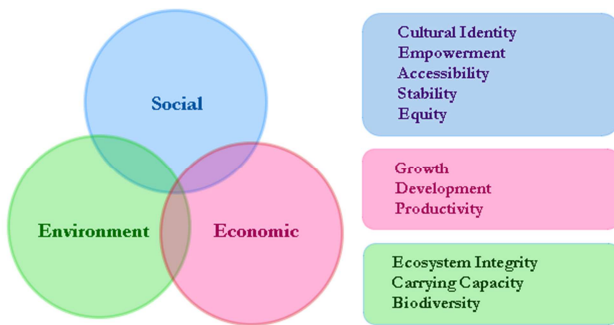 Social
Environment
Economic
Cultural Identity
Empowerment
Accessibility
Stability
Equity
Growth
Development
Productivity
Ecosystem Integrity
Carrying Capacity
Biodiversity